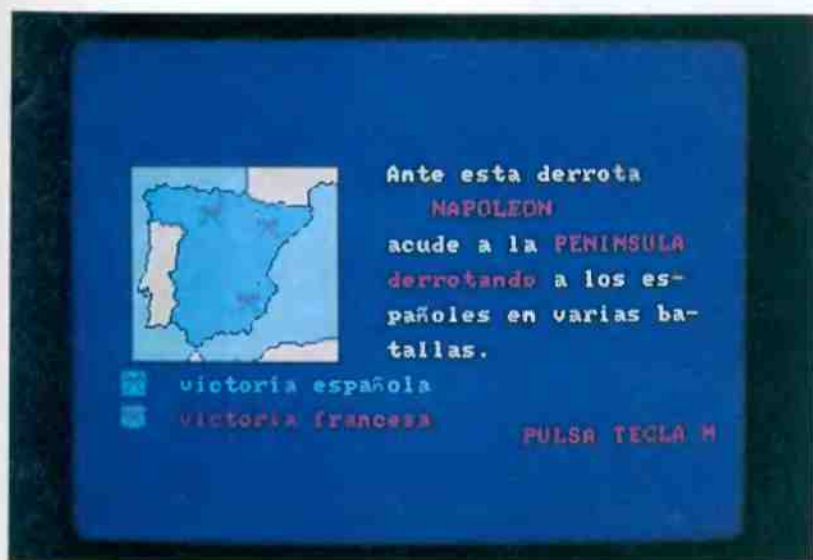 Ante esta derrota
NAPOLEON
acude a la PENINSULA
derrotando a los es-
pañoles en varias ba-
tallas.
victoria española
victoria francesa
PULSA TECLA M